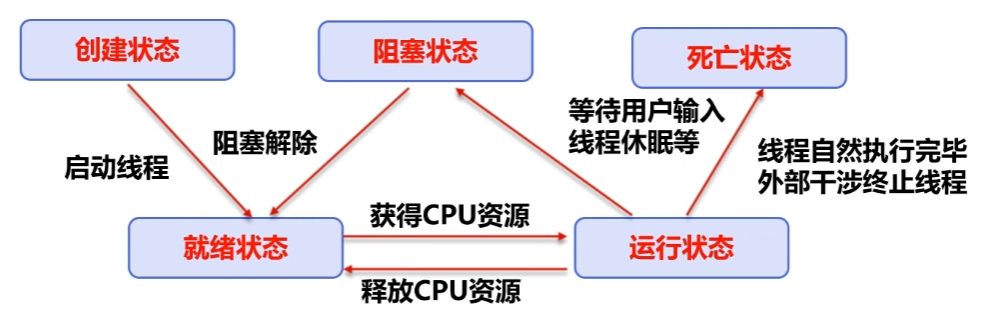 创建状态
阻塞状态
死亡状态
等待用户输入
线程休眠等
启动线程
阻塞解除
线程自然执行完毕
外部干涉终止线程
获得CPU资源
就绪状态
运行状态
释放CPU资源